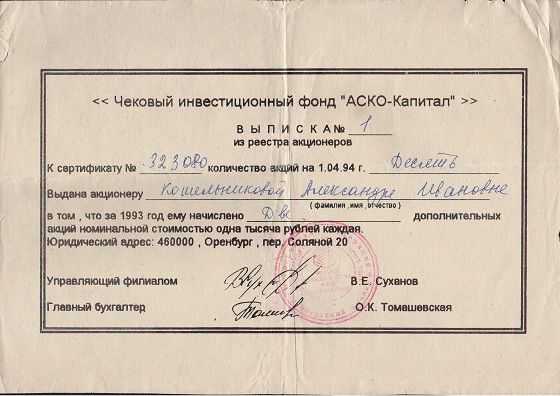 << Чековый инвестиционный фонд "АСКО-Капитал" >>
ВЫПИСКА № 1
из реестра акционеров
К сертификату № 323080 количество акций на 1.04.94 г. Десять
Выдана акционеру Котельниковой Александре Ивановне
( фамилия ,имя ,отчество )
в том , что за 1993 год ему начислено Две дополнительных
акций номинальной стоимостью одна тысяча рублей каждая.
Юридический адрес: 460000 , Оренбург , пер. Соляной 20
Управляющий филиалом В.Е. Суханов
Главный бухгалтер О.К. Томашевская